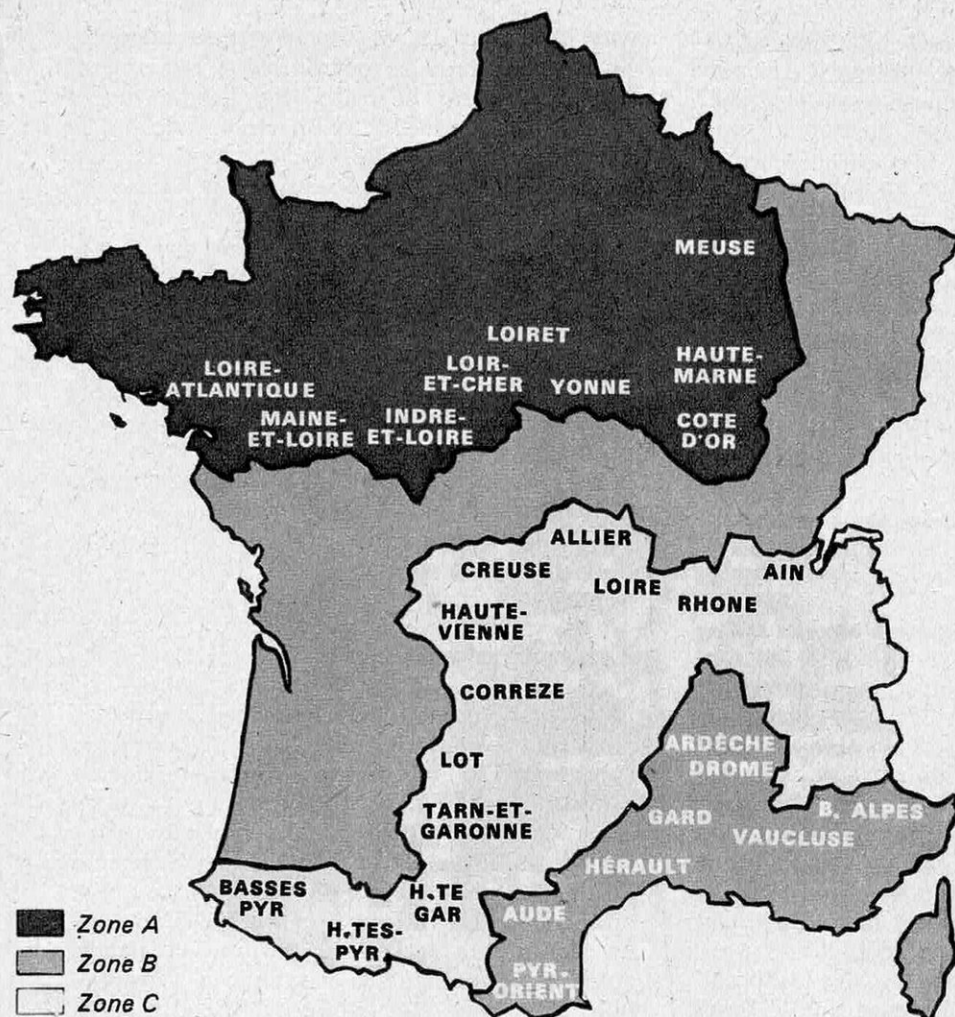 MEUSE
LOIRET
LOIRE-
ATLANTIQUE
LOIR-
ET-CHER
YONNE
HAUTE-
MARNE
MAINE-
ET-LOIRE
INDRE-
ET-LOIRE
COTE
D'OR
ALLIER
CREUSE
LOIRE
AIN
RHONE
HAUTE-
VIENNE
CORREZE
LOT
ARDÈCHE
DROME
TARN-ET-
GARONNE
GARD
B. ALPES
VAUCLUSE
HÉRAULT
BASSES
PYR
H.TE
GAR
AUDE
H.TES-
PYR
PYR-
ORIENT
Zone A
Zone B
Zone C